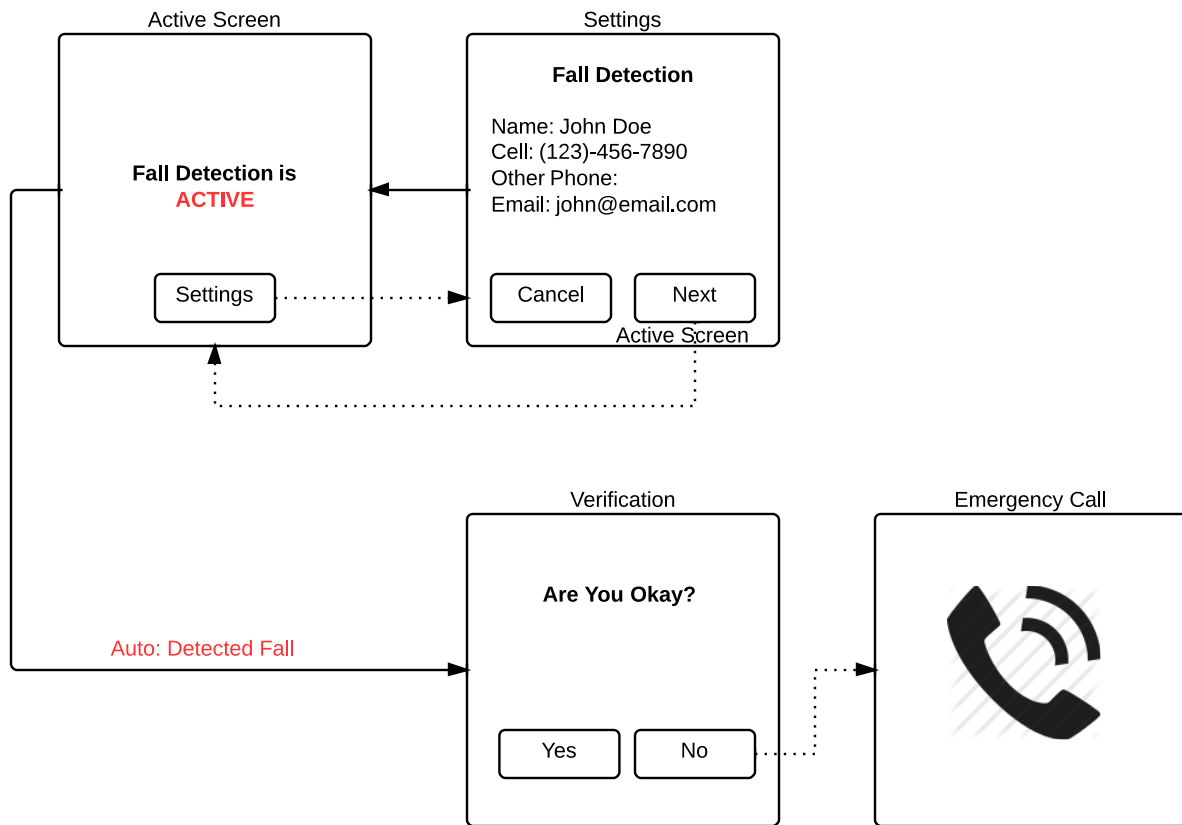 Active Screen
Settings
Fall Detection is
ACTIVE
Settings
Fall Detection
Name: John Doe
Cell: (123)-456-7890
Other Phone:
Email: john@email.com
Cancel
Next
Active Screen
Verification
Emergency Call
Are You Okay?
Auto: Detected Fall
Yes
No